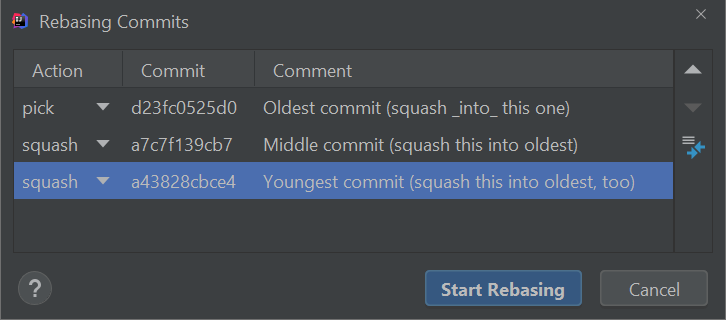 Rebasing Commits
Action Commit Comment
pick d23fc0525d0 Oldest commit (squash _into_ this one)
squash a7c7f139cb7 Middle commit (squash this into oldest)
squash a43828cbce4 Youngest commit (squash this into oldest, too)
? Start Rebasing Cancel